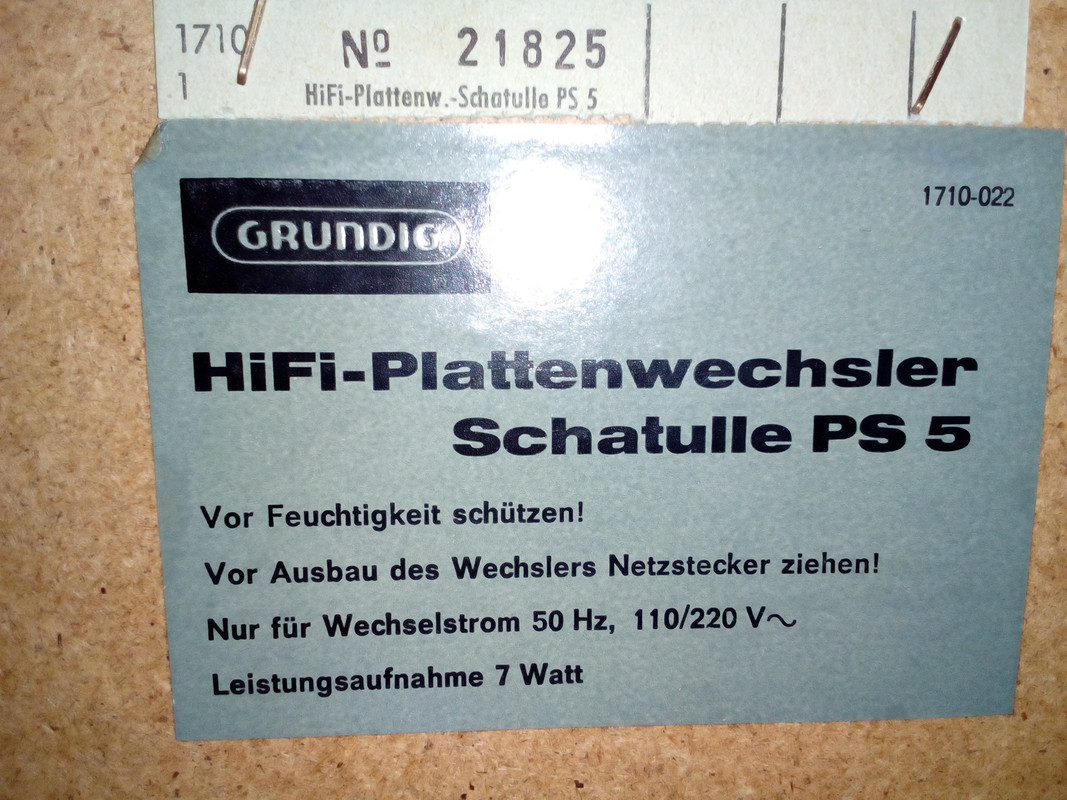 1710 Nº 21825
1 HiFi-Plattenw.-Schatulle PS 5
GRUNDIG
1710-022
HiFi-Plattenwechsler
Schatulle PS 5
Vor Feuchtigkeit schützen!
Vor Ausbau des Wechslers Netzstecker ziehen!
Nur für Wechselstrom 50 Hz, 110/220 V~
Leistungsaufnahme 7 Watt